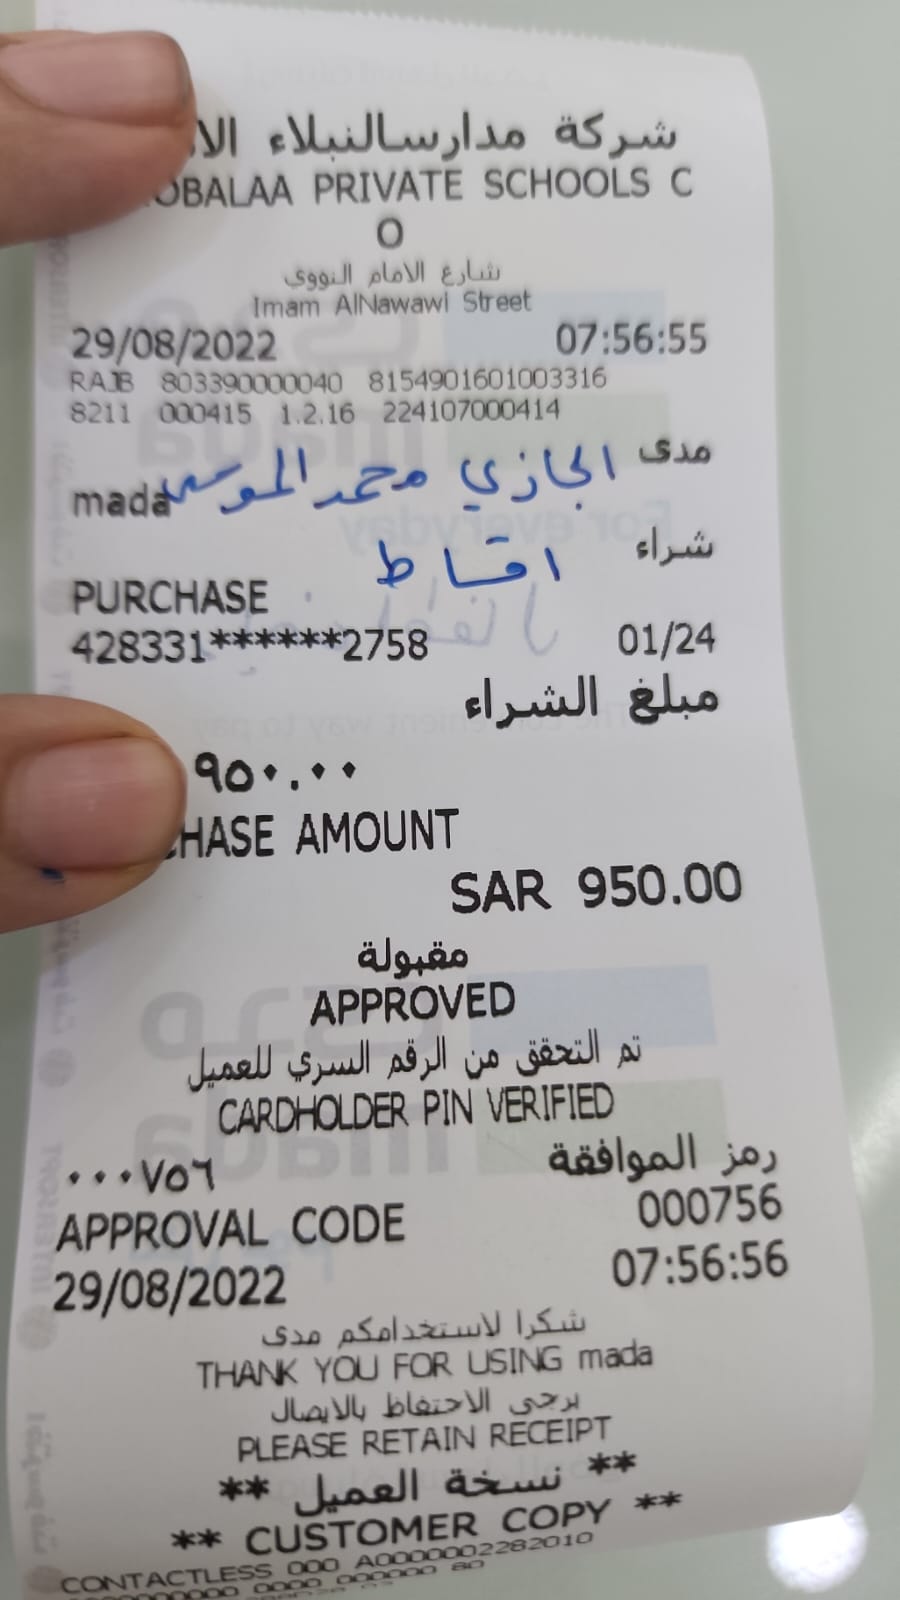 شركة مدارسالنبلاء الا
OBALAA PRIVATE SCHOOLS C
O
شارع الامام النووي
Imam AlNawawi Street
29/08/2022 07:56:55
RAJB 803390000040 8154901601003316
8211 000415 1.2.16 224107000414
مدى
الجازي محمد الموسى
mada
شراء
اقساط
PURCHASE
428331******2758 01/24
مبلغ الشراء
٩٥٠.٠٠
CHASE AMOUNT
SAR 950.00
مقبولة
APPROVED
تم التحقق من الرقم السري للعميل
CARDHOLDER PIN VERIFIED
رمز الموافقة ٠٠٠٧٥٦
APPROVAL CODE 000756
29/08/2022 07:56:56
شكرا لاستخدامكم مدى
THANK YOU FOR USING mada
يرجى الاحتفاظ بالايصال
PLEASE RETAIN RECEIPT
** نسخة العميل **
** CUSTOMER COPY **
CONTACTLESS 000 A0000002282010